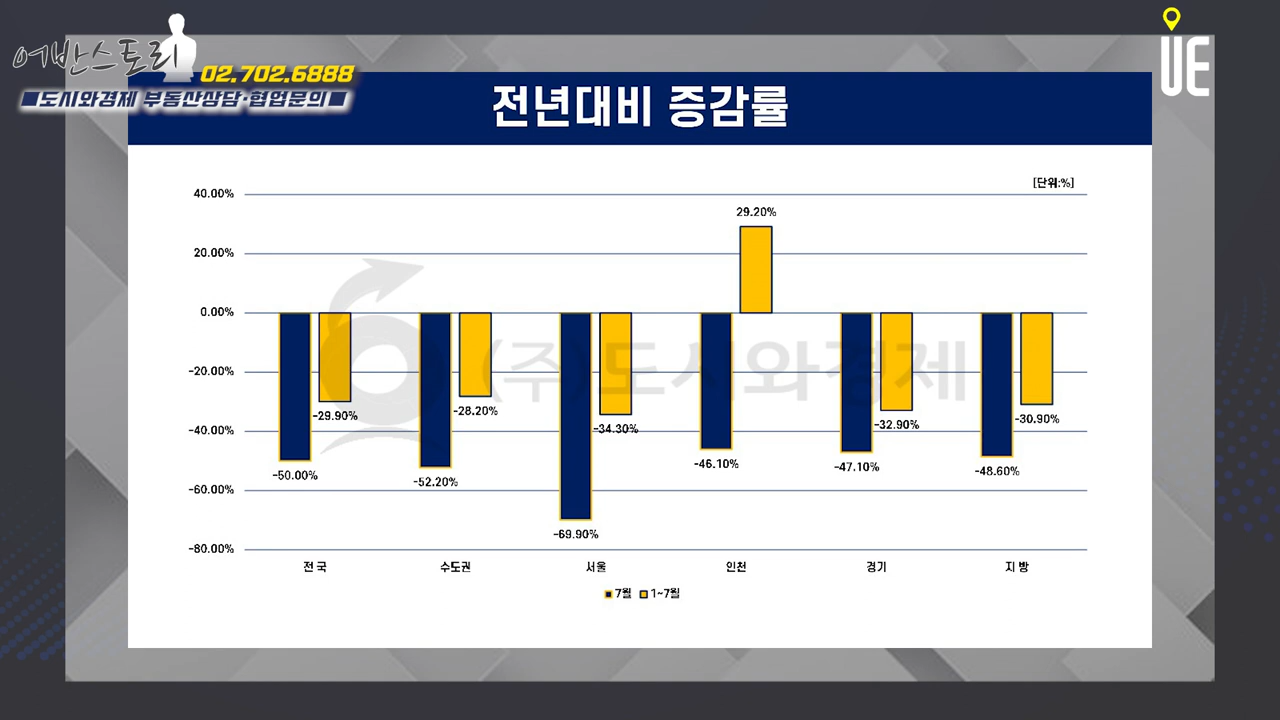 어반스토리
02.702.6888
■도시와경제 부동산상담·협업문의■
UE
전년대비 증감률
[단위:%]
40.00%
20.00%
0.00%
-20.00%
-40.00%
-60.00%
-80.00%
29.20%
-29.90%
-28.20%
-34.30%
-32.90%
-30.90%
-50.00%
-52.20%
-69.90%
-46.10%
-47.10%
-48.60%
(주)도시와경제
전 국 수도권 서울 인천 경기 지 방
7월 1~7월